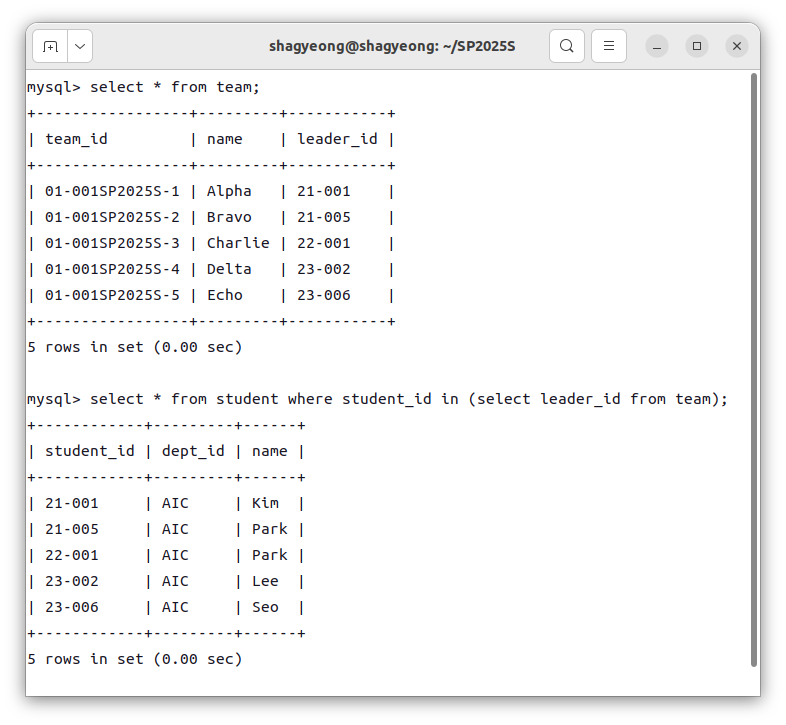 shagyeong@shagyeong: ~/SP2025S
mysql> select * from team;
+-----------------+---------+-----------+
| team_id         | name    | leader_id |
+-----------------+---------+-----------+
| 01-001SP2025S-1 | Alpha   | 21-001    |
| 01-001SP2025S-2 | Bravo   | 21-005    |
| 01-001SP2025S-3 | Charlie | 22-001    |
| 01-001SP2025S-4 | Delta   | 23-002    |
| 01-001SP2025S-5 | Echo    | 23-006    |
+-----------------+---------+-----------+
5 rows in set (0.00 sec)

mysql> select * from student where student_id in (select leader_id from team);
+------------+---------+------+
| student_id | dept_id | name |
+------------+---------+------+
| 21-001     | AIC     | Kim  |
| 21-005     | AIC     | Park |
| 22-001     | AIC     | Park |
| 23-002     | AIC     | Lee  |
| 23-006     | AIC     | Seo  |
+------------+---------+------+
5 rows in set (0.00 sec)